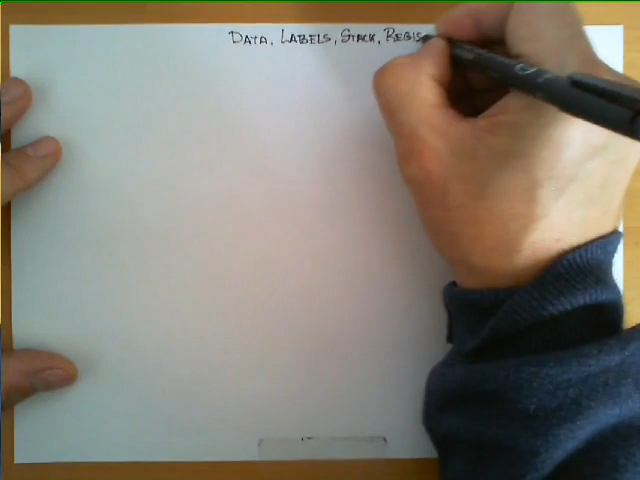 DATA, LABELS, STACK, REGIS